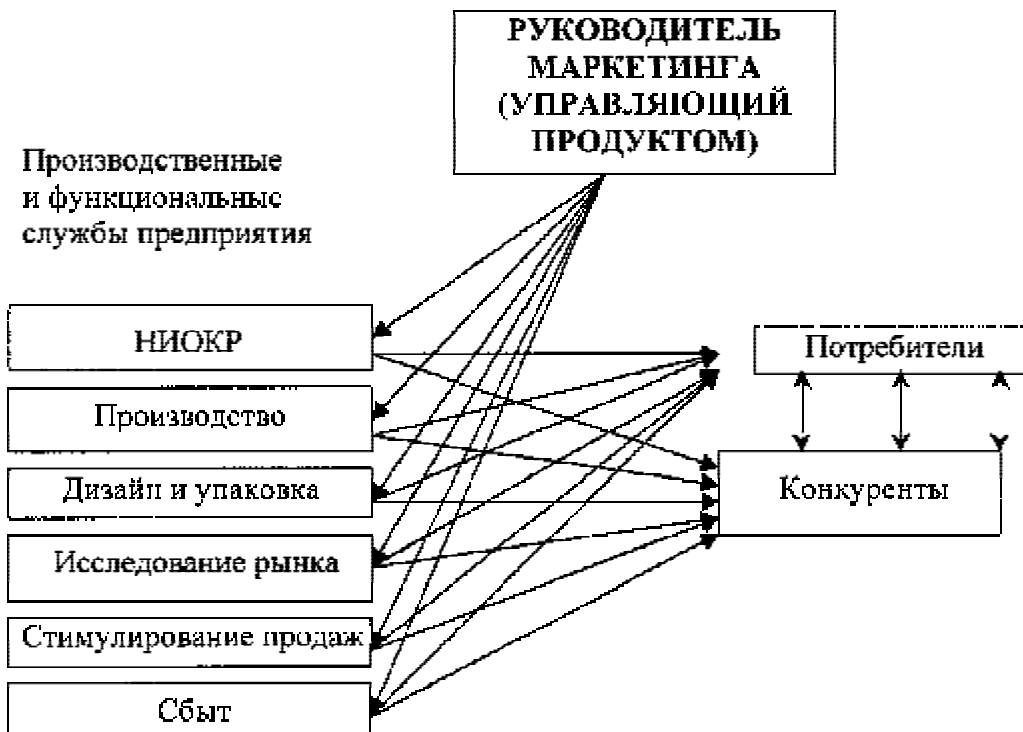 РУКОВОДИТЕЛЬ
МАРКЕТИНГА
(УПРАВЛЯЮЩИЙ
ПРОДУКТОМ)
Производственные
и функциональные
службы предприятия
НИОКР
Производство
Дизайн и упаковка
Исследование рынка
Стимулирование продаж
Сбыт
Потребители
Конкуренты